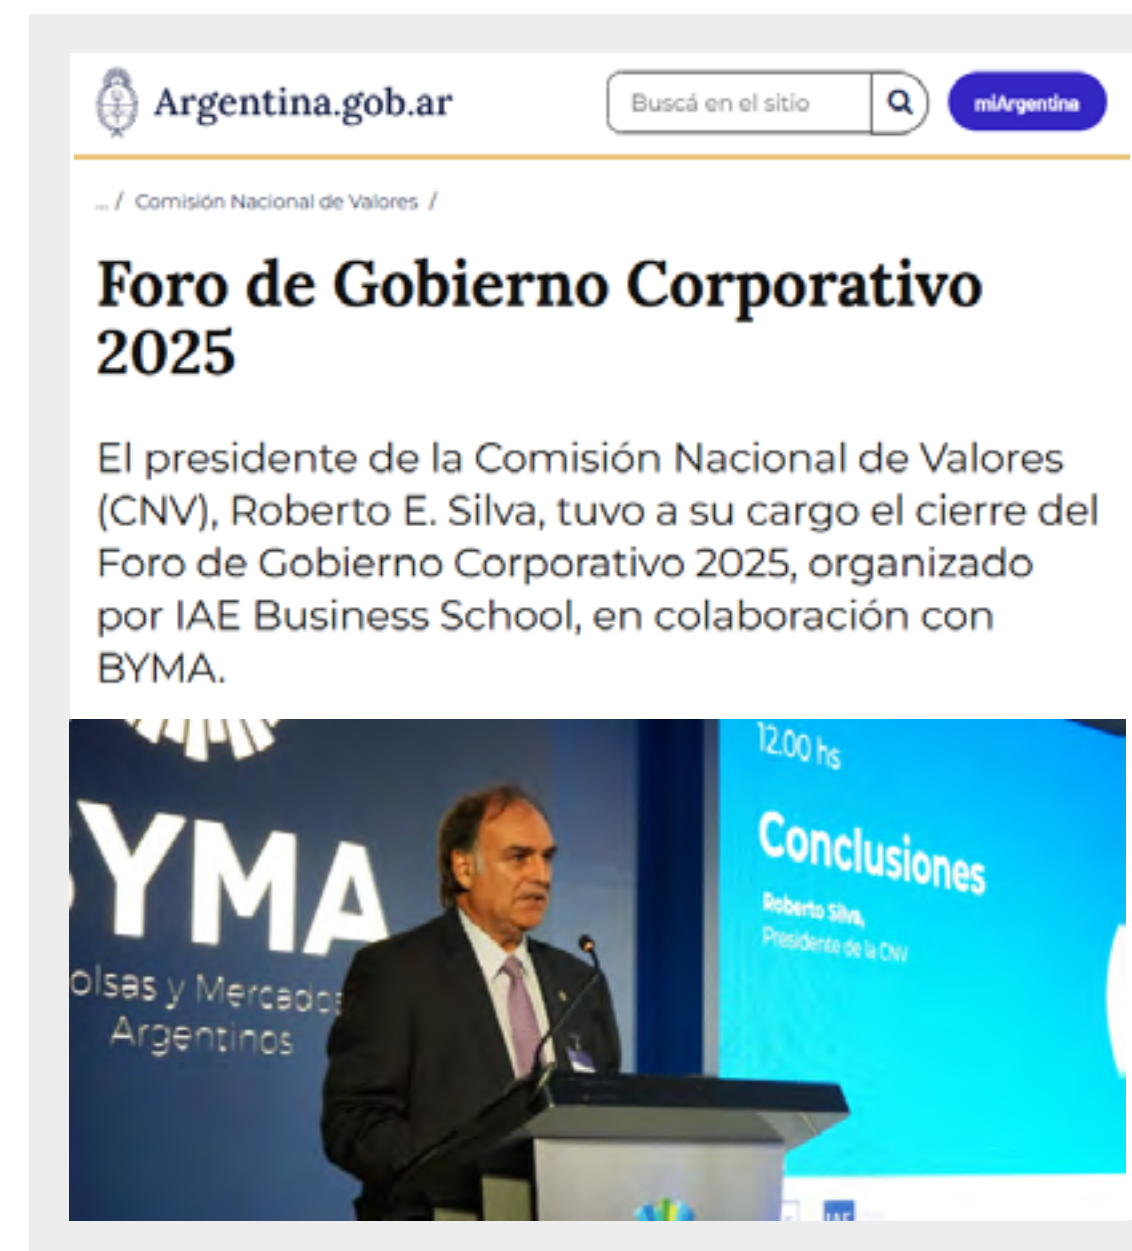 Argentina.gob.ar
Buscá en el sitio
miArgentina
... / Comisión Nacional de Valores /
Foro de Gobierno Corporativo
2025
El presidente de la Comisión Nacional de Valores
(CNV), Roberto E. Silva, tuvo a su cargo el cierre del
Foro de Gobierno Corporativo 2025, organizado
por IAE Business School, en colaboración con
BYMA.
12.00 hs
Conclusiones
Roberto Silva,
Presidente de la CNV
YMA
olsas y Mercados
Argentinos
IAE